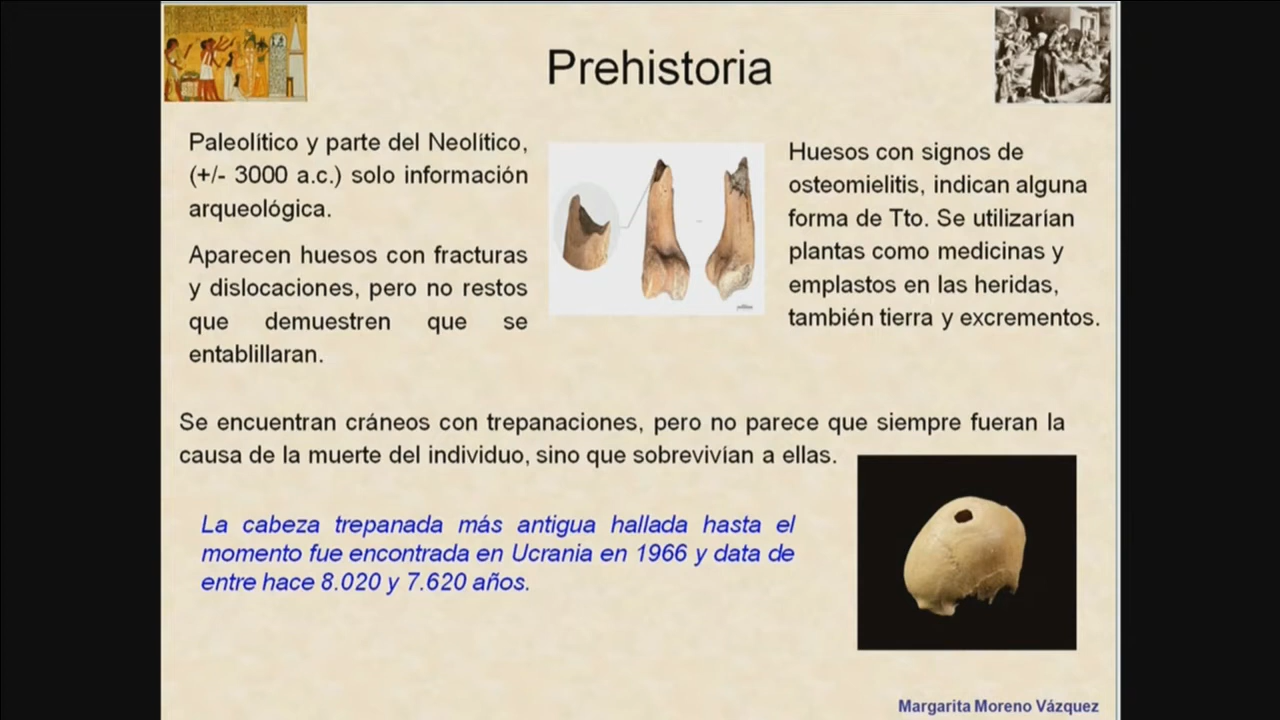 Prehistoria
Paleolítico y parte del Neolítico,
(+/- 3000 a.c.) solo información
arqueológica.
Aparecen huesos con fracturas
y dislocaciones, pero no restos
que demuestren que se
entablillaran.
Huesos con signos de
osteomielitis, indican alguna
forma de Tto. Se utilizarían
plantas como medicinas y
emplastos en las heridas,
también tierra y excrementos.
Se encuentran cráneos con trepanaciones, pero no parece que siempre fueran la
causa de la muerte del individuo, sino que sobrevivían a ellas.
La cabeza trepanada más antigua hallada hasta el
momento fue encontrada en Ucrania en 1966 y data de
entre hace 8.020 y 7.620 años.
Margarita Moreno Vázquez